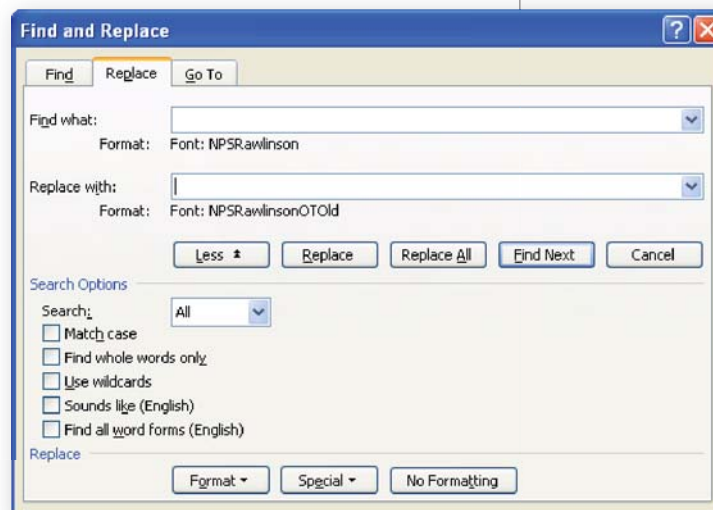 Find and Replace
Find Replace Go To
Find what:
Format: Font: NPSRawlinson
Replace with:
Format: Font: NPSRawlinsonOTOld
Less Replace Replace All Find Next Cancel
Search Options
Search: All
Match case
Find whole words only
Use wildcards
Sounds like (English)
Find all word forms (English)
Replace
Format Special No Formatting